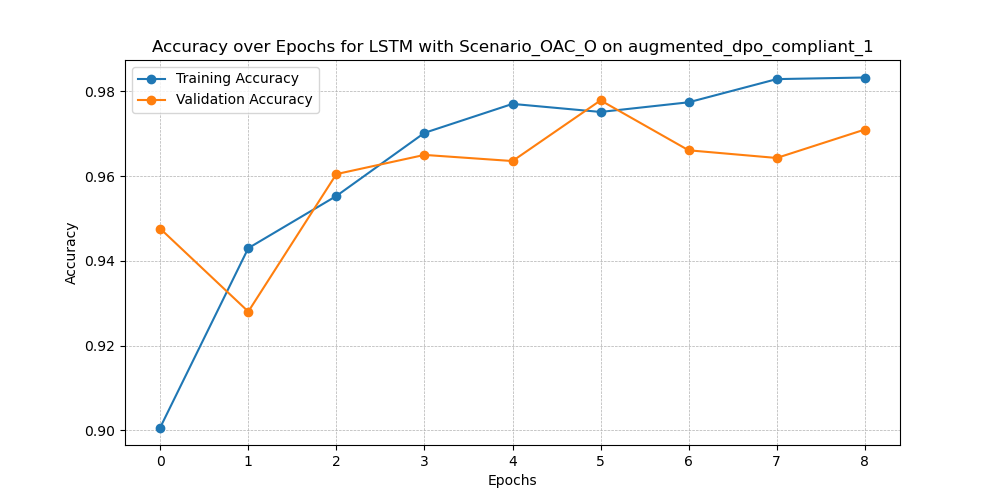 Accuracy over Epochs for LSTM with Scenario_OAC_O on augmented_dpo_compliant_1
Training Accuracy
Validation Accuracy
0.98
0.96
0.94
0.92
0.90
Accuracy
0 1 2 3 4 5 6 7 8
Epochs